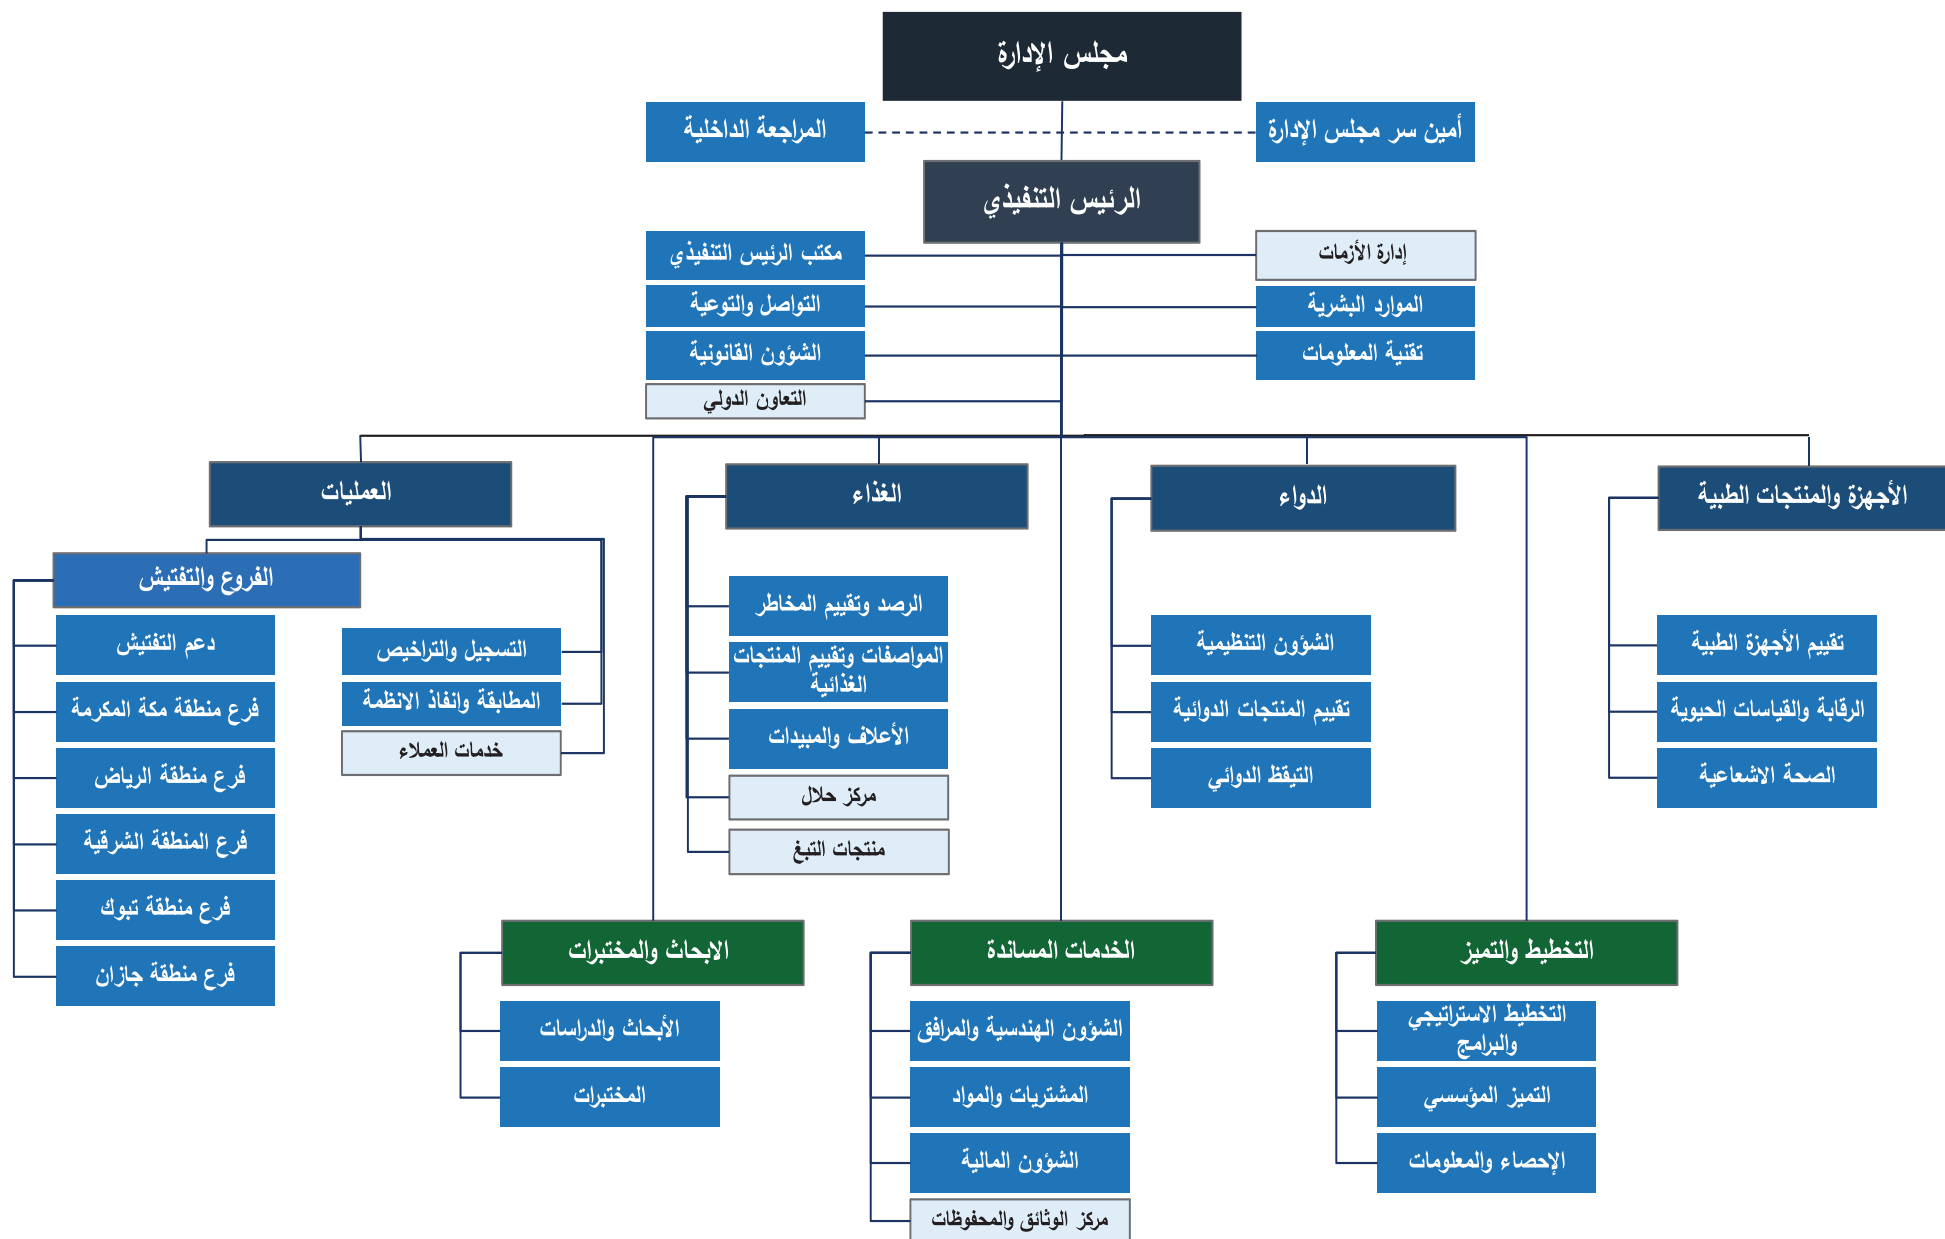 مجلس الإدارة
أمين سر مجلس الإدارة
المراجعة الداخلية
الرئيس التنفيذي
إدارة الأزمات
مكتب الرئيس التنفيذي
الموارد البشرية
التواصل والتوعية
تقنية المعلومات
الشؤون القانونية
التعاون الدولي
الأجهزة والمنتجات الطبية
تقييم الأجهزة الطبية
الرقابة والقياسات الحيوية
الصحة الاشعاعية
الدواء
الشؤون التنظيمية
تقييم المنتجات الدوائية
التيقظ الدوائي
الغذاء
الرصد وتقييم المخاطر
المواصفات وتقييم المنتجات
الغذائية
الأعلاف والمبيدات
مركز حلال
منتجات التبغ
العمليات
التسجيل والتراخيص
المطابقة وانفاذ الانظمة
خدمات العملاء
الفروع والتفتيش
دعم التفتيش
فرع منطقة مكة المكرمة
فرع منطقة الرياض
فرع المنطقة الشرقية
فرع منطقة تبوك
فرع منطقة جازان
التخطيط والتميز
التخطيط الاستراتيجي
والبرامج
التميز المؤسسي
الإحصاء والمعلومات
الخدمات المساندة
الشؤون الهندسية والمرافق
المشتريات والمواد
الشؤون المالية
مركز الوثائق والمحفوظات
الابحاث والمختبرات
الأبحاث والدراسات
المختبرات